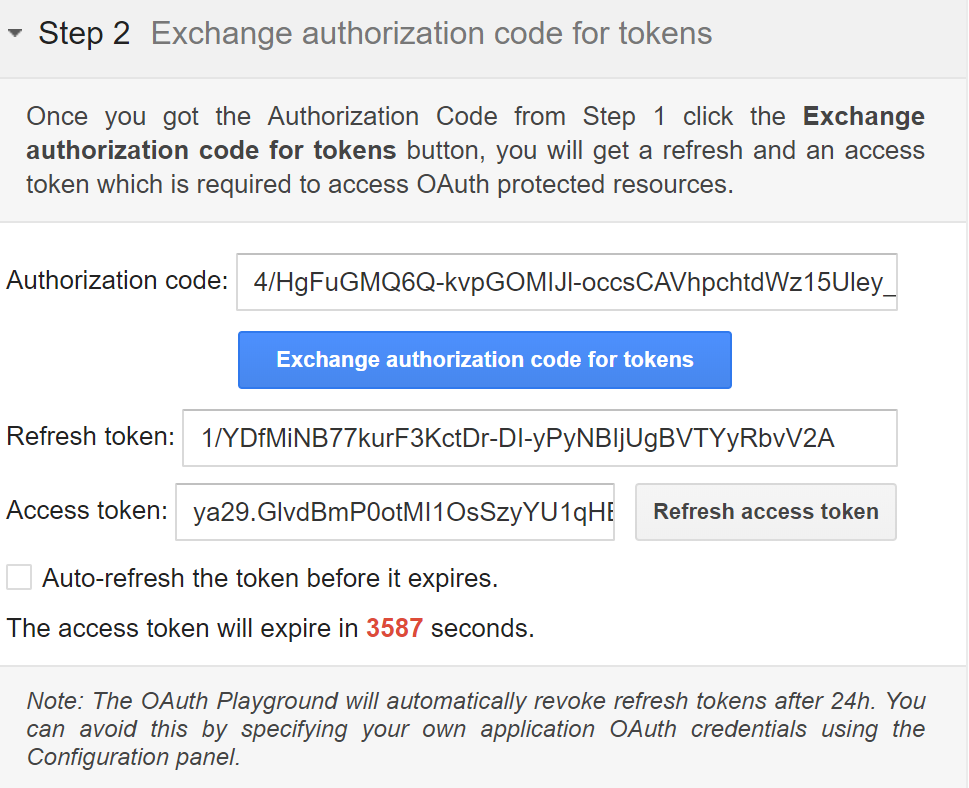 Step 2 Exchange authorization code for tokens
Once you got the Authorization Code from Step 1 click the Exchange
authorization code for tokens button, you will get a refresh and an access
token which is required to access OAuth protected resources.
Authorization code: 4/HgFuGMQ6Q-kvpGOMIJI-occsCAVhpchtdWz15Uley_
Exchange authorization code for tokens
Refresh token: 1/YDfMiNB77kurF3KctDr-DI-yPyNBIjUgBVTYyRbvV2A
Access token: ya29.GlvdBmP0otMI1OsSzyYU1qHE Refresh access token
Auto-refresh the token before it expires.
The access token will expire in 3587 seconds.
Note: The OAuth Playground will automatically revoke refresh tokens after 24h. You
can avoid this by specifying your own application OAuth credentials using the
Configuration panel.